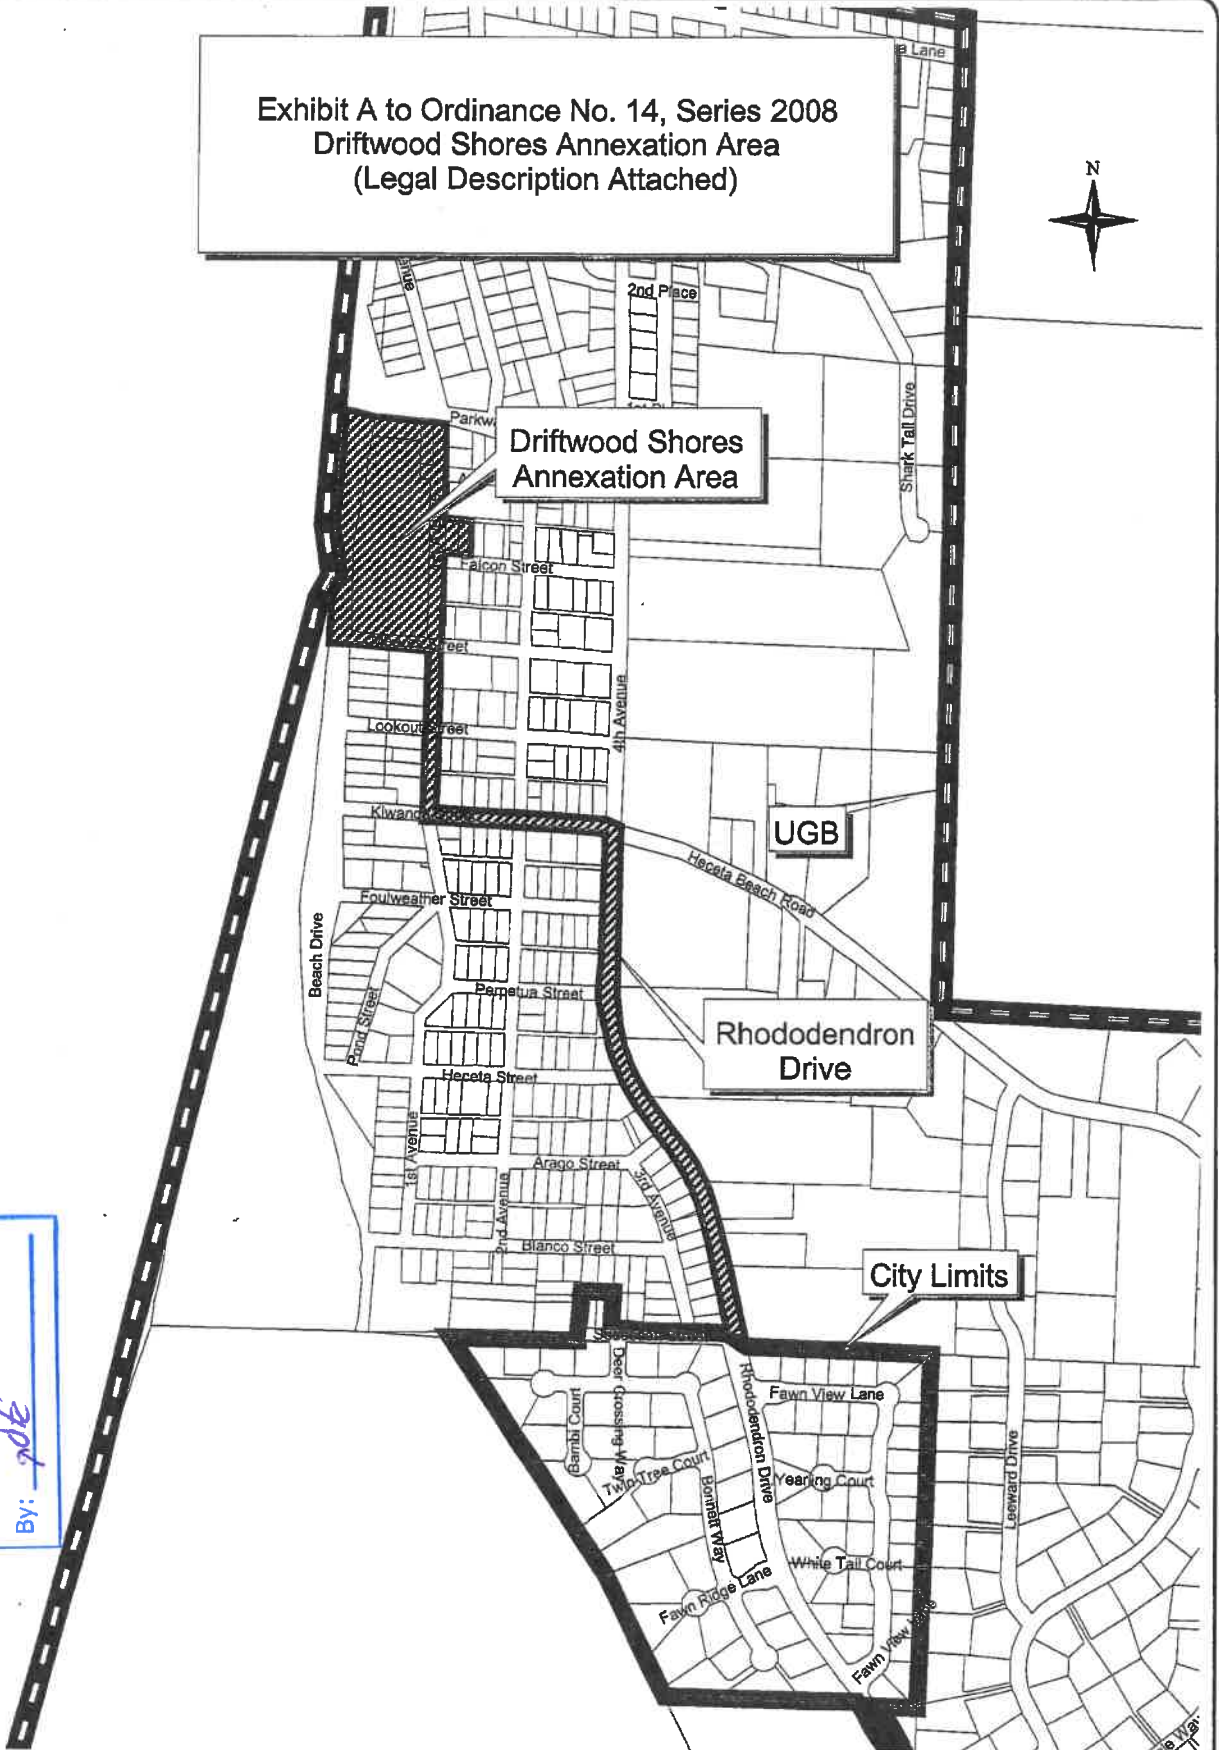 e Lane
Exhibit A to Ordinance No. 14, Series 2008
Driftwood Shores Annexation Area
(Legal Description Attached)
N
2nd Place
Driftwood Shores
Annexation Area
Shark Tail Drive
Falcon Street
Lookout Street
4th Avenue
UGB
Heceta Beach Road
Foulweather Street
Beach Drive
Pond Street
Perpetua Street
Rhododendron
Drive
Heceta Street
1st Avenue
Arago Street
3rd Avenue
2nd Avenue
Blanco Street
City Limits
Deer Crossing Way
Rhododendron Drive
Fawn View Lane
Bambi Court
Twin Tree Court
Bonnett Way
Yearling Court
Leeward Drive
White Tail Court
Fawn Ridge Lane
Fawn View Lane
By: